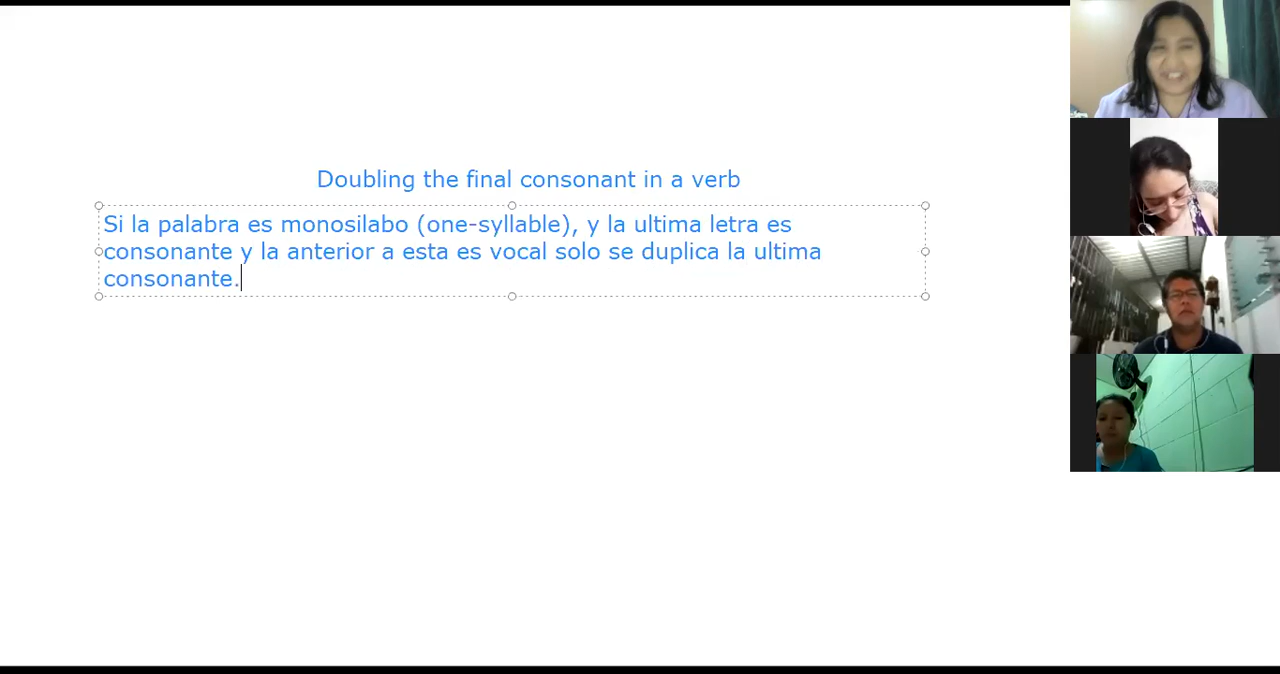 Doubling the final consonant in a verb
Si la palabra es monosilabo (one-syllable), y la ultima letra es
consonante y la anterior a esta es vocal solo se duplica la ultima
consonante.